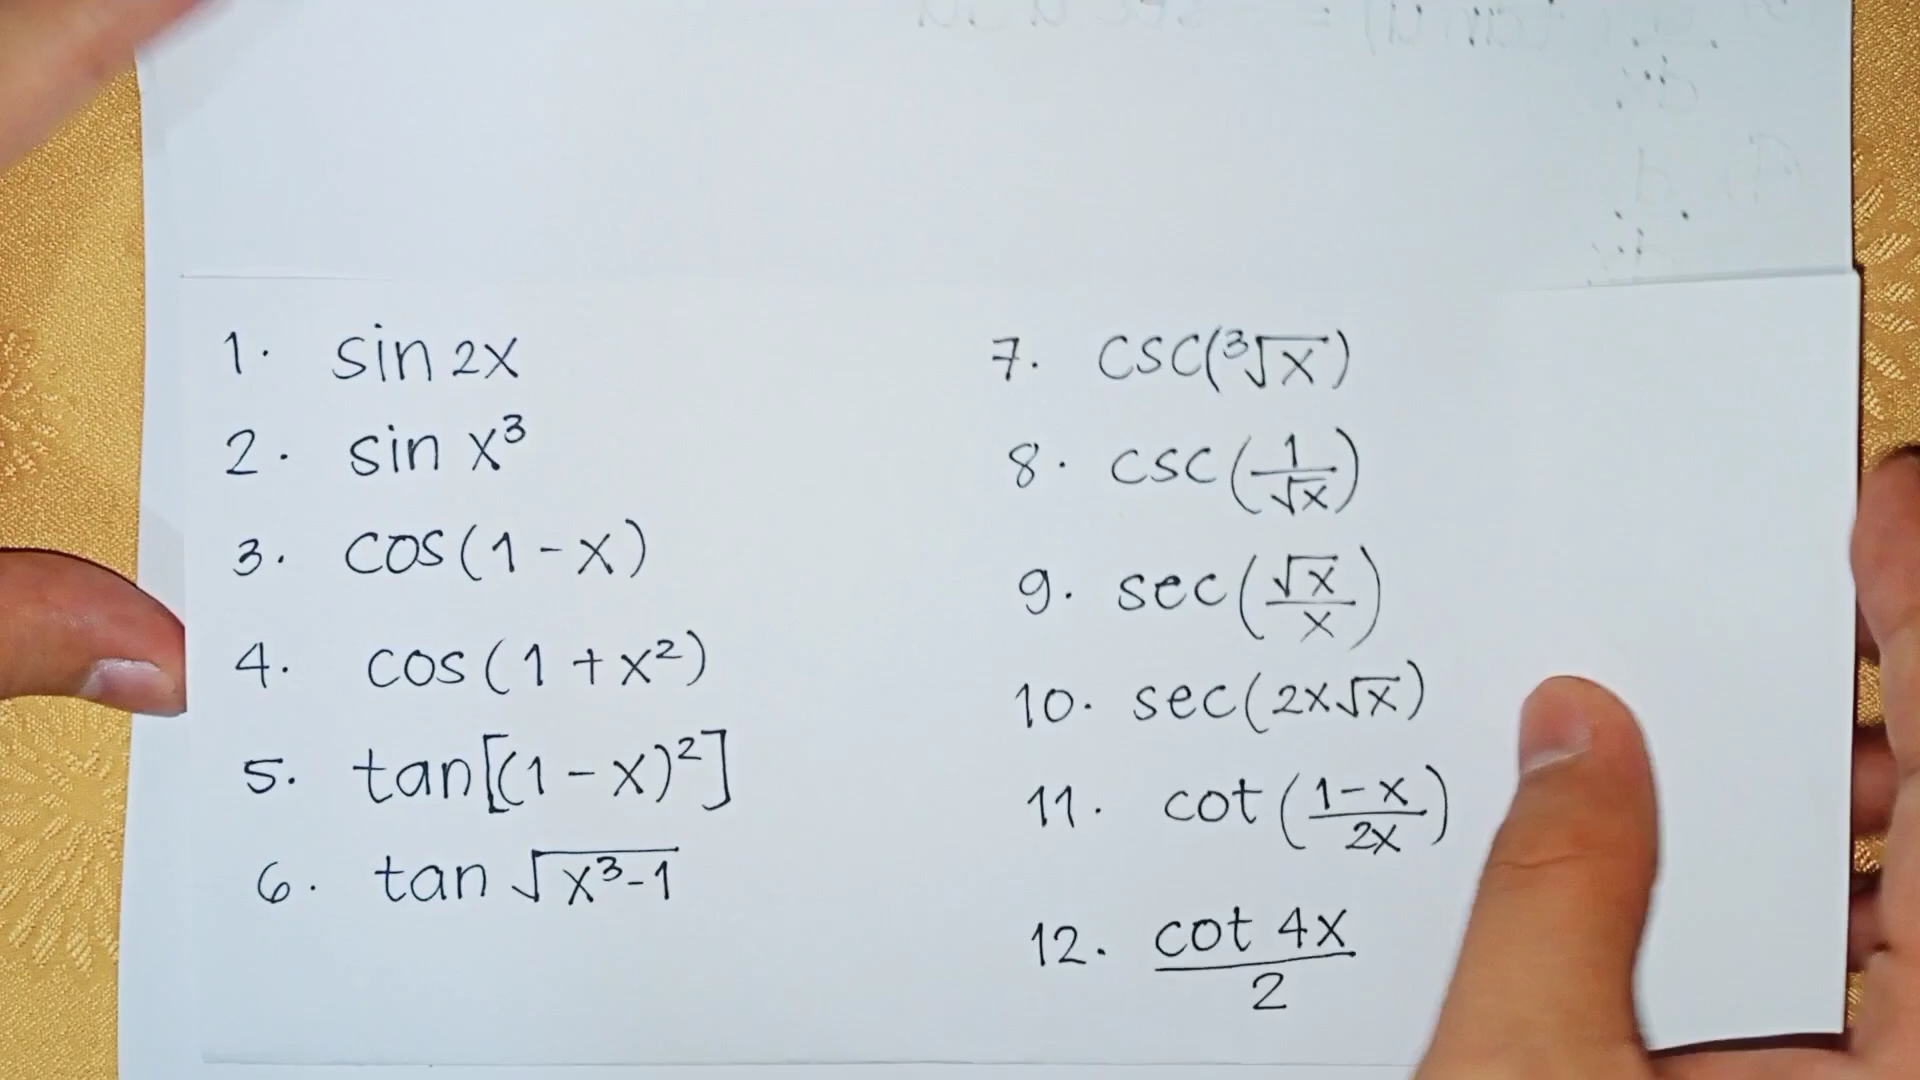 1. sin 2x
2. sin x³
3. cos(1-x)
4. cos(1+x²)
5. tan[(1-x)²]
6. tan √(x³-1)
7. csc(³√x)
8. csc(1/√x)
9. sec(√x/x)
10. sec(2x√x)
11. cot((1-x)/2x)
12. cot 4x/2